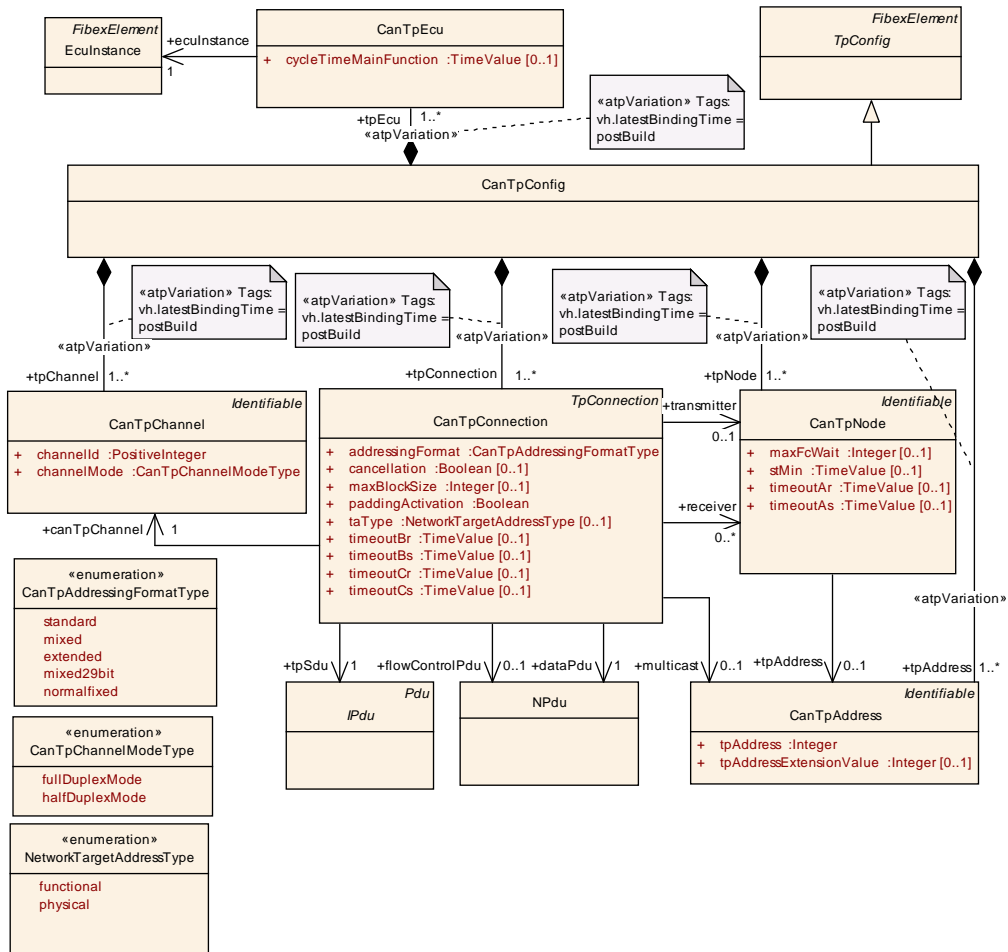 FibexElement
EcuInstance
+ecuInstance
1
CanTpEcu
+ cycleTimeMainFunction :TimeValue [0..1]
FibexElement
TpConfig
«atpVariation» Tags:
vh.latestBindingTime =
postBuild
+tpEcu 1..*
«atpVariation»
CanTpConfig
«atpVariation» Tags:
vh.latestBindingTime =
postBuild
«atpVariation» Tags:
vh.latestBindingTime =
postBuild
«atpVariation» Tags:
vh.latestBindingTime =
postBuild
«atpVariation» Tags:
vh.latestBindingTime =
postBuild
«atpVariation»
«atpVariation»
«atpVariation»
+tpChannel 1..*
+tpConnection 1..*
+tpNode 1..*
Identifiable
CanTpChannel
+ channelId :PositiveInteger
+ channelMode :CanTpChannelModeType
TpConnection
CanTpConnection
+ addressingFormat :CanTpAddressingFormatType
+ cancellation :Boolean [0..1]
+ maxBlockSize :Integer [0..1]
+ paddingActivation :Boolean
+ taType :NetworkTargetAddressType [0..1]
+ timeoutBr :TimeValue [0..1]
+ timeoutBs :TimeValue [0..1]
+ timeoutCr :TimeValue [0..1]
+ timeoutCs :TimeValue [0..1]
+transmitter
0..1
+receiver
0..*
Identifiable
CanTpNode
+ maxFcWait :Integer [0..1]
+ stMin :TimeValue [0..1]
+ timeoutAr :TimeValue [0..1]
+ timeoutAs :TimeValue [0..1]
+canTpChannel 1
«enumeration»
CanTpAddressingFormatType
standard
mixed
extended
mixed29bit
normalfixed
«atpVariation»
+tpSdu 1
+flowControlPdu 0..1
+dataPdu 1
+multicast 0..1
+tpAddress 0..1
+tpAddress 1..*
Pdu
IPdu
NPdu
Identifiable
CanTpAddress
+ tpAddress :Integer
+ tpAddressExtensionValue :Integer [0..1]
«enumeration»
CanTpChannelModeType
fullDuplexMode
halfDuplexMode
«enumeration»
NetworkTargetAddressType
functional
physical